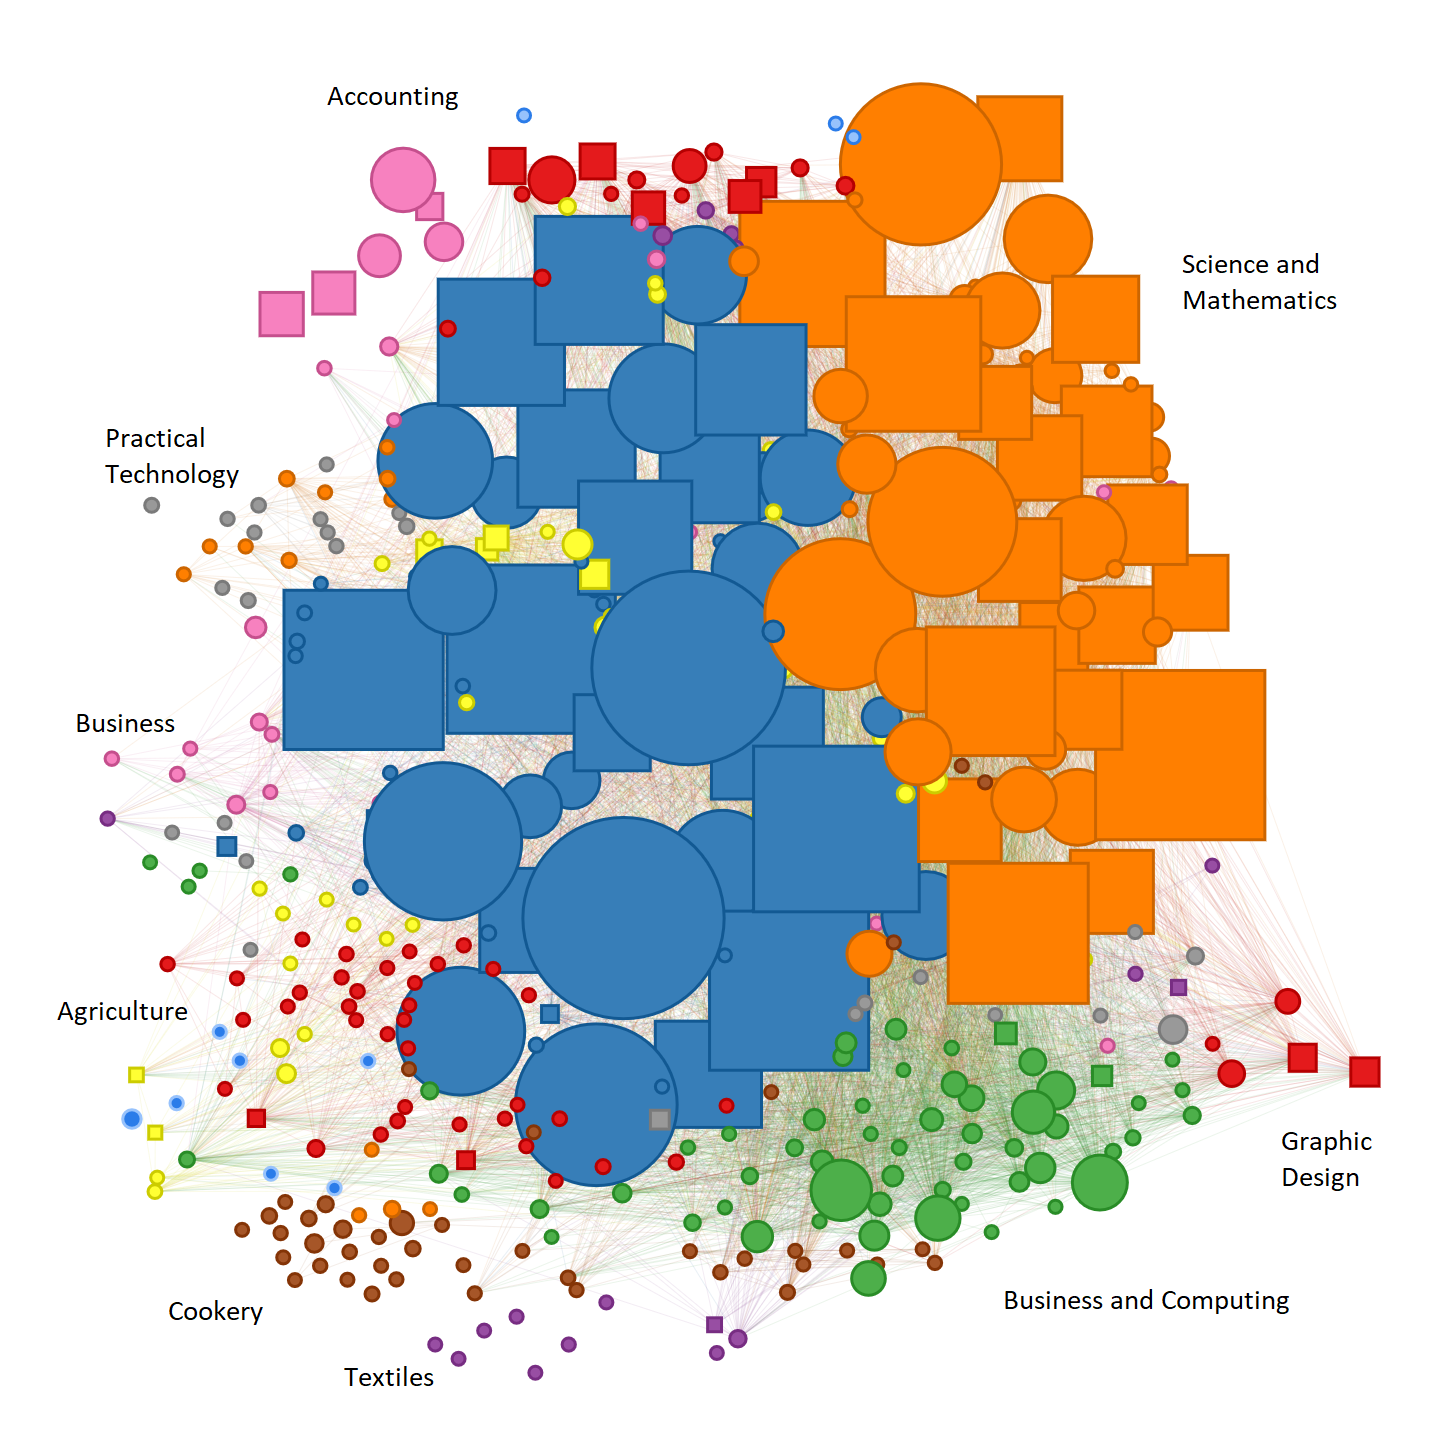 Accounting
Science and
Mathematics
Practical
Technology
Business
Agriculture
Graphic
Design
Business and Computing
Cookery
Textiles